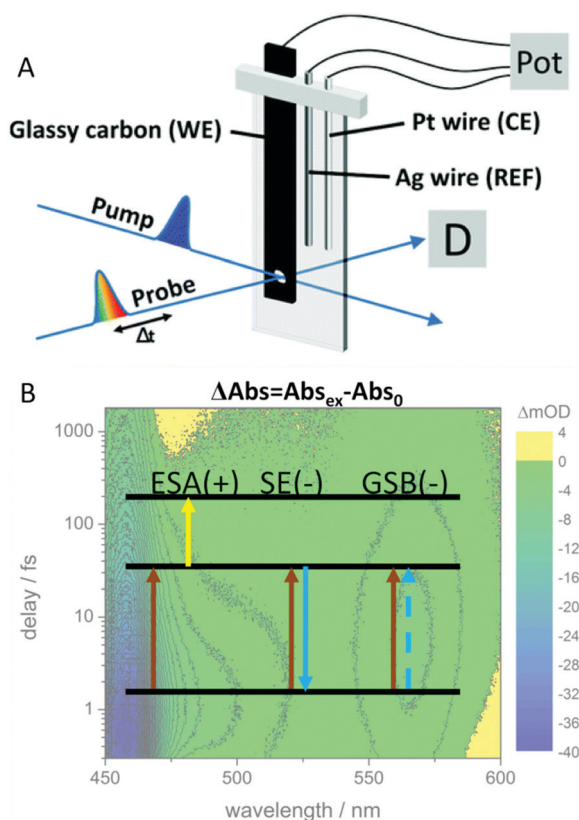 A
Pot
Glassy carbon (WE)
Pt wire (CE)
Ag wire (REF)
Pump
D
Probe
Δt
B
ΔAbs=Absex-Abs0
ΔmOD
1000
100
10
1
delay / fs
ESA(+) SE(-) GSB(-)
4
0
-4
-8
-12
-16
-20
-24
-28
-32
-36
-40
450 500 550 600
wavelength / nm